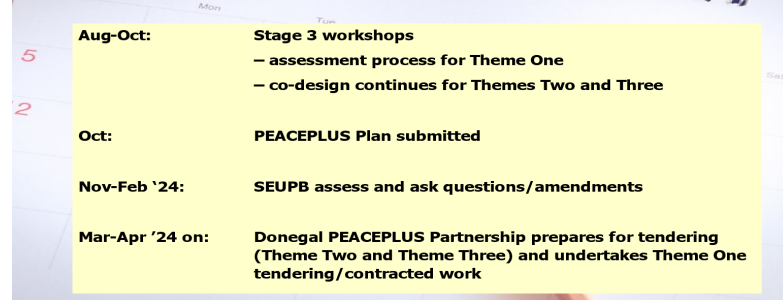 Mon
Tue
5
Sat
2
Aug-Oct: Stage 3 workshops
– assessment process for Theme One
– co-design continues for Themes Two and Three
Oct: PEACEPLUS Plan submitted
Nov-Feb ‘24: SEUPB assess and ask questions/amendments
Mar-Apr ’24 on: Donegal PEACEPLUS Partnership prepares for tendering
(Theme Two and Theme Three) and undertakes Theme One
tendering/contracted work